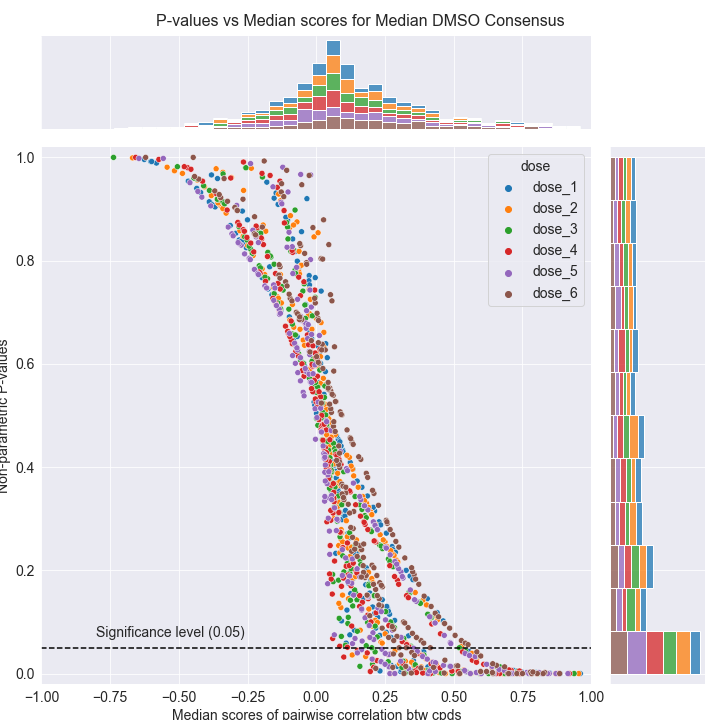 P-values vs Median scores for Median DMSO Consensus
1.0
0.8
0.6
0.4
0.2
0.0
Non-parametric P-values
dose
dose_1
dose_2
dose_3
dose_4
dose_5
dose_6
Significance level (0.05)
−1.00 −0.75 −0.50 −0.25 0.00 0.25 0.50 0.75 1.00
Median scores of pairwise correlation btw cpds